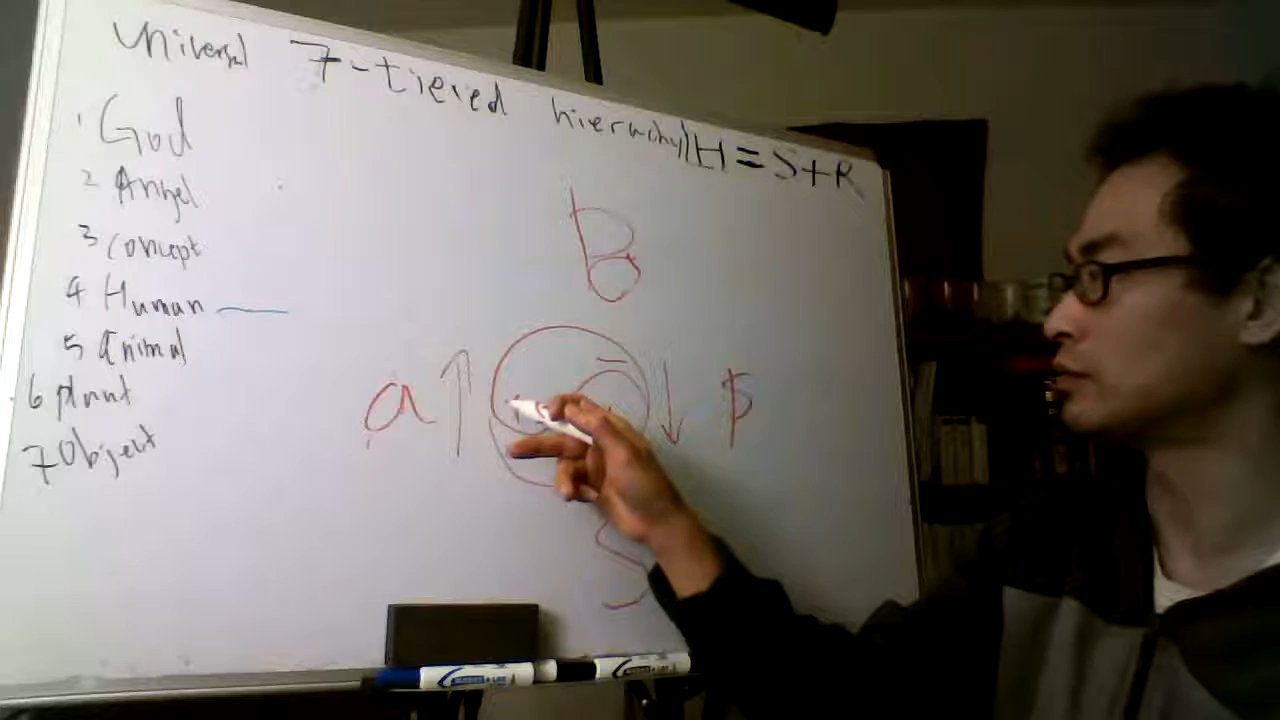 universal 7-tiered hierarchy H = S + R
1 God
2 Angel
3 concept
4 Human
5 animal
6 plant
7 Object
B
a
S